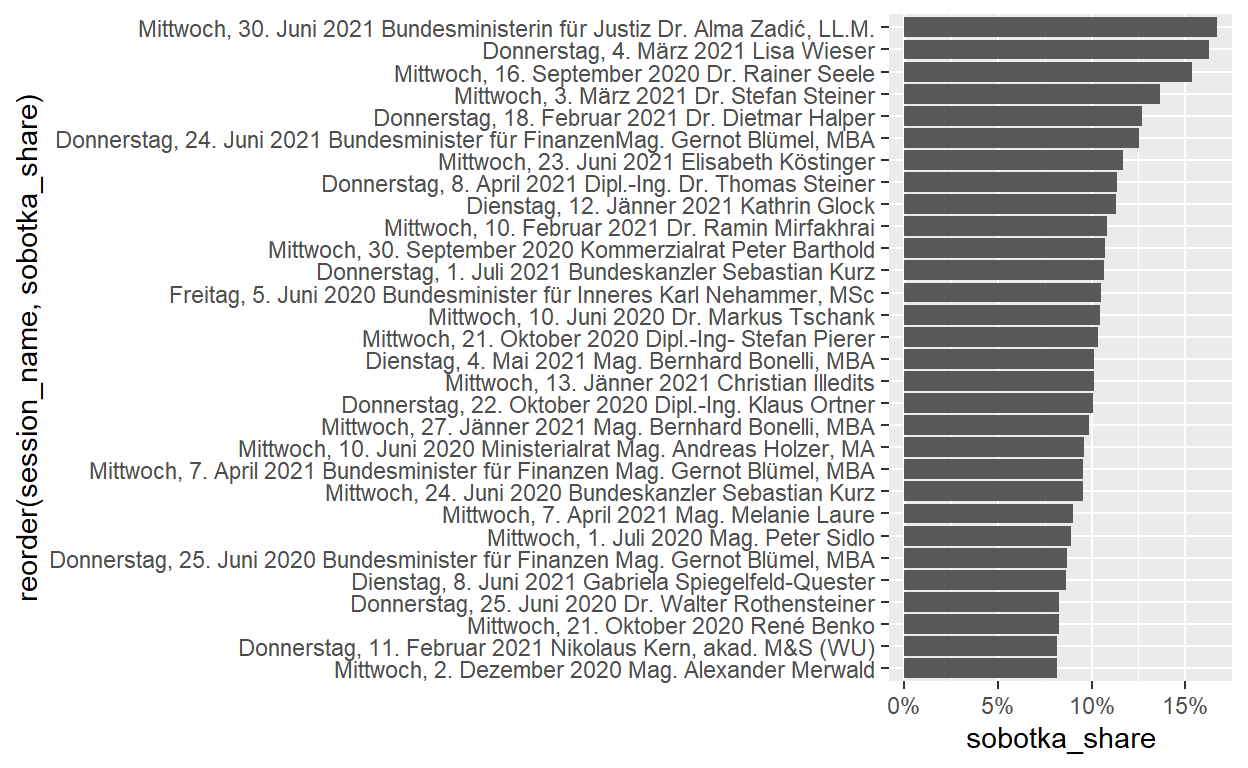 Mittwoch, 30. Juni 2021 Bundesministerin für Justiz Dr. Alma Zadić, LL.M.
Donnerstag, 4. März 2021 Lisa Wieser
Mittwoch, 16. September 2020 Dr. Rainer Seele
Mittwoch, 3. März 2021 Dr. Stefan Steiner
Donnerstag, 18. Februar 2021 Dr. Dietmar Halper
Donnerstag, 24. Juni 2021 Bundesminister für FinanzenMag. Gernot Blümel, MBA
Mittwoch, 23. Juni 2021 Elisabeth Köstinger
Donnerstag, 8. April 2021 Dipl.-Ing. Dr. Thomas Steiner
Dienstag, 12. Jänner 2021 Kathrin Glock
Mittwoch, 10. Februar 2021 Dr. Ramin Mirfakhrai
Mittwoch, 30. September 2020 Kommerzialrat Peter Barthold
Donnerstag, 1. Juli 2021 Bundeskanzler Sebastian Kurz
Freitag, 5. Juni 2020 Bundesminister für Inneres Karl Nehammer, MSc
Mittwoch, 10. Juni 2020 Dr. Markus Tschank
Mittwoch, 21. Oktober 2020 Dipl.-Ing- Stefan Pierer
Dienstag, 4. Mai 2021 Mag. Bernhard Bonelli, MBA
Mittwoch, 13. Jänner 2021 Christian Illedits
Donnerstag, 22. Oktober 2020 Dipl.-Ing. Klaus Ortner
Mittwoch, 27. Jänner 2021 Mag. Bernhard Bonelli, MBA
Mittwoch, 10. Juni 2020 Ministerialrat Mag. Andreas Holzer, MA
Mittwoch, 7. April 2021 Bundesminister für Finanzen Mag. Gernot Blümel, MBA
Mittwoch, 24. Juni 2020 Bundeskanzler Sebastian Kurz
Mittwoch, 7. April 2021 Mag. Melanie Laure
Mittwoch, 1. Juli 2020 Mag. Peter Sidlo
Donnerstag, 25. Juni 2020 Bundesminister für Finanzen Mag. Gernot Blümel, MBA
Dienstag, 8. Juni 2021 Gabriela Spiegelfeld-Quester
Donnerstag, 25. Juni 2020 Dr. Walter Rothensteiner
Mittwoch, 21. Oktober 2020 René Benko
Donnerstag, 11. Februar 2021 Nikolaus Kern, akad. M&S (WU)
Mittwoch, 2. Dezember 2020 Mag. Alexander Merwald
reorder(session_name, sobotka_share)
0% 5% 10% 15%
sobotka_share